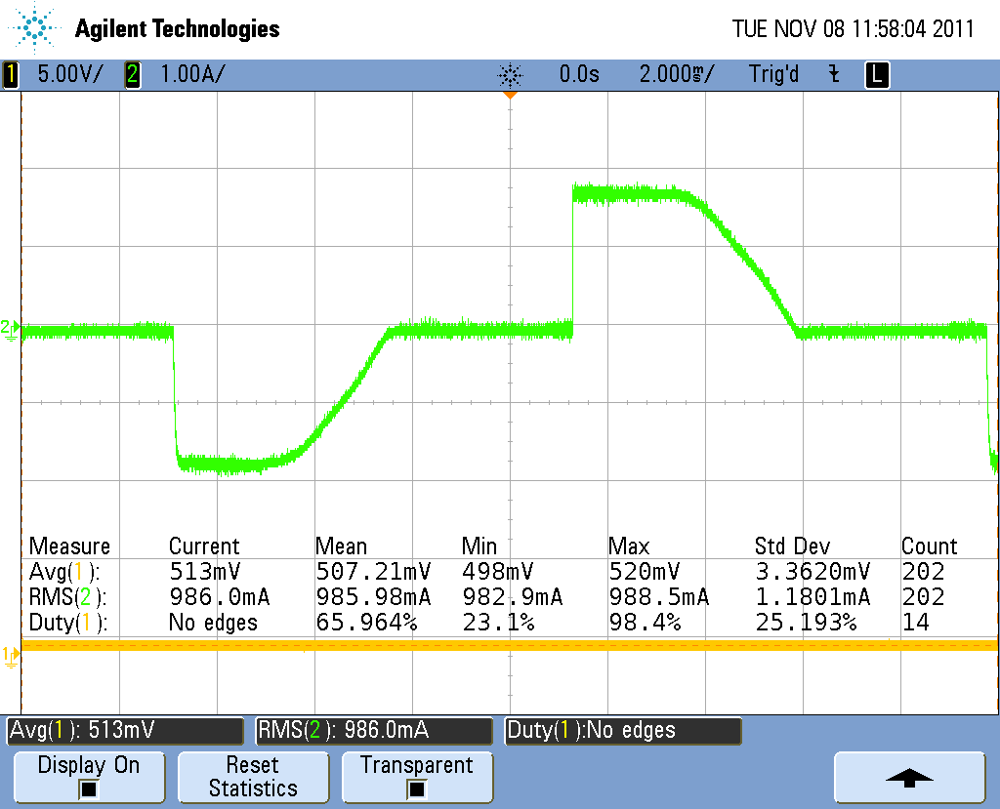 Agilent Technologies TUE NOV 08 11:58:04 2011
1 5.00V/ 2 1.00A/ 0.0s 2.000ms/ Trig'd L
2
Measure Current Mean Min Max Std Dev Count
Avg(1): 513mV 507.21mV 498mV 520mV 3.3620mV 202
RMS(2): 986.0mA 985.98mA 982.9mA 988.5mA 1.1801mA 202
Duty(1): No edges 65.964% 23.1% 98.4% 25.193% 14
1
Avg(1): 513mV RMS(2): 986.0mA Duty(1):No edges
Display On Reset Statistics Transparent